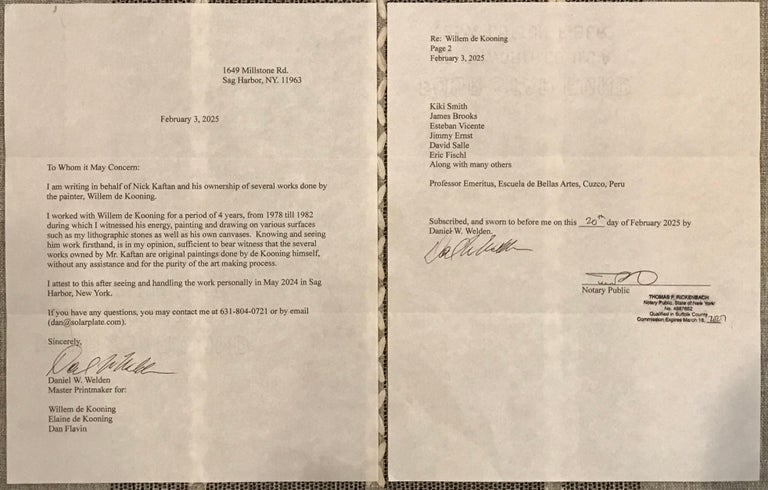 1649 Millstone Rd.
Sag Harbor, NY. 11963
February 3, 2025
To Whom it May Concern:
I am writing in behalf of Nick Kaftan and his ownership of several works done by
the painter, Willem de Kooning.
I worked with Willem de Kooning for a period of 4 years, from 1978 till 1982
during which I witnessed his energy, painting and drawing on various surfaces
such as my lithographic stones as well as his own canvases. Knowing and seeing
him work firsthand, is in my opinion, sufficient to bear witness that the several
works owned by Mr. Kaftan are original paintings done by de Kooning himself,
without any assistance and for the purity of the art making process.
I attest to this after seeing and handling the work personally in May 2024 in Sag
Harbor, New York.
If you have any questions, you may contact me at 631-804-0721 or by email
(dan@solarplate.com).
Sincerely,
Daniel W. Welden
Master Printmaker for:
Willem de Kooning
Elaine de Kooning
Dan Flavin
Re: Willem de Kooning
Page 2
February 3, 2025
Kiki Smith
James Brooks
Esteban Vicente
Jimmy Ernst
David Salle
Eric Fischl
Along with many others
Professor Emeritus, Escuela de Bellas Artes, Cuzco, Peru
Subscribed, and sworn to before me on this 20th day of February 2025 by
Daniel W. Welden.
Notary Public
THOMAS F. RICKENBACH
Notary Public, State of New York
No. 4887662
Qualified in Suffolk County
Commission Expires March 16, 2027